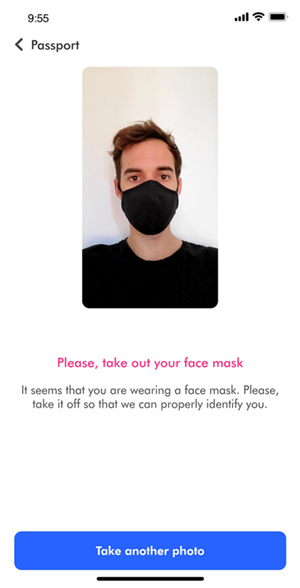 9:55
Passport
Please, take out your face mask
It seems that you are wearing a face mask. Please,
take it off so that we can properly identify you.
Take another photo